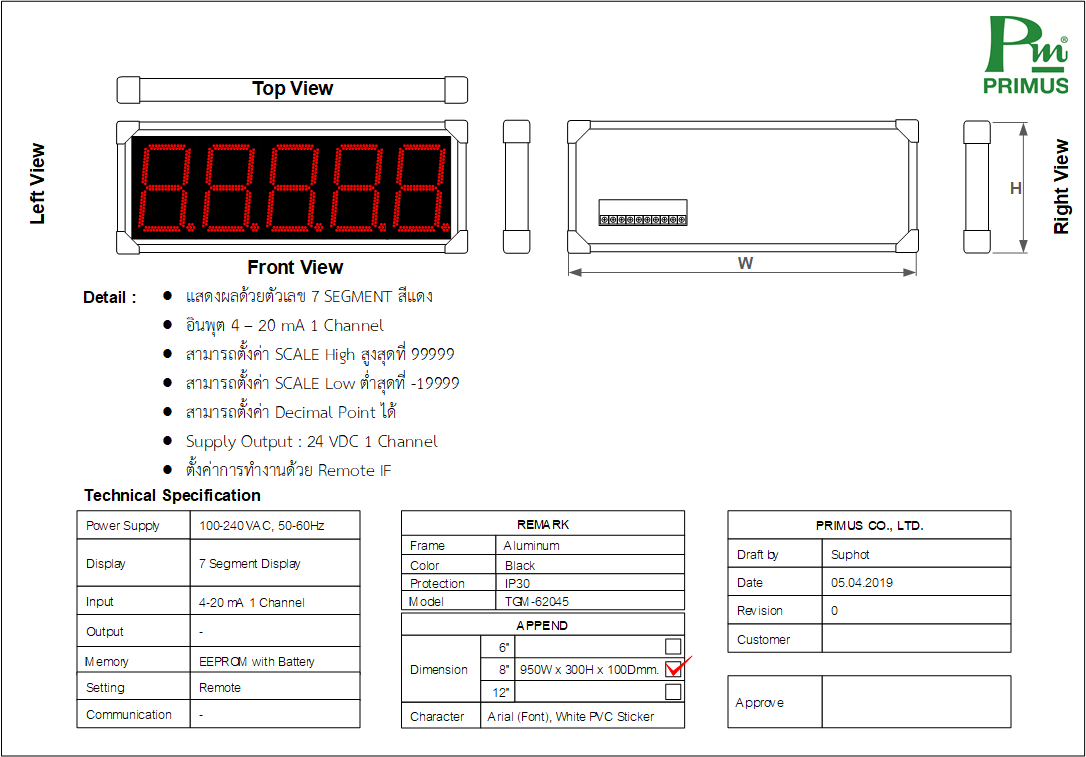 Pm®
PRIMUS
Top View
Left View
Right View
H
W
Front View
Detail :
● แสดงผลด้วยตัวเลข 7 SEGMENT สีแดง
● อินพุต 4 – 20 mA 1 Channel
● สามารถตั้งค่า SCALE High สูงสุดที่ 99999
● สามารถตั้งค่า SCALE Low ต่ำสุดที่ -19999
● สามารถตั้งค่า Decimal Point ได้
● Supply Output : 24 VDC 1 Channel
● ตั้งค่าการทำงานด้วย Remote IF
Technical Specification
Power Supply 100-240 VAC, 50-60Hz
Display 7 Segment Display
Input 4-20 mA 1 Channel
Output -
Memory EEPROM with Battery
Setting Remote
Communication -
REMARK
Frame Aluminum
Color Black
Protection IP30
Model TGM-62045
APPEND
Dimension
6"
8" 950W x 300H x 100Dmm.
12"
Character Arial (Font), White PVC Sticker
PRIMUS CO., LTD.
Draft by Suphot
Date 05.04.2019
Revision 0
Customer
Approve
8.8.8.8.8.